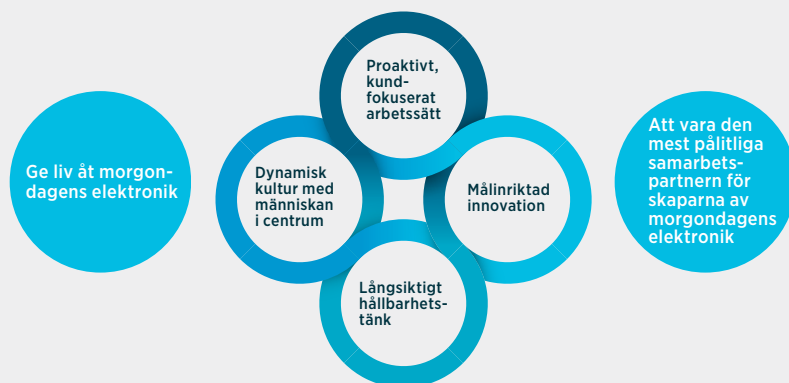 Ge liv åt morgon-
dagens elektronik
Proaktivt,
kund-
fokuserat
arbetssätt
Dynamisk
kultur med
människan
i centrum
Målinriktad
innovation
Långsiktigt
hållbarhets-
tänk
Att vara den
mest pålitliga
samarbets-
partnern för
skaparna av
morgondagens
elektronik